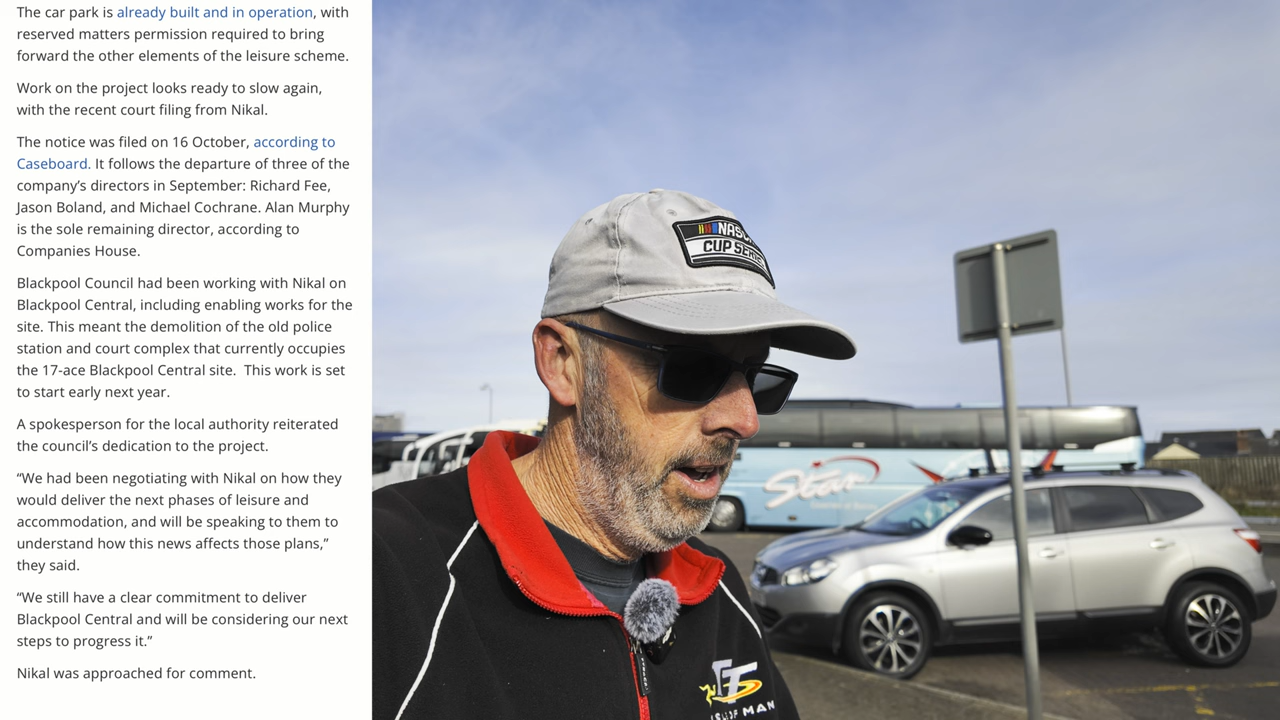 The car park is already built and in operation, with
reserved matters permission required to bring
forward the other elements of the leisure scheme.
Work on the project looks ready to slow again,
with the recent court filing from Nikal.
The notice was filed on 16 October, according to
Caseboard. It follows the departure of three of the
company’s directors in September: Richard Fee,
Jason Boland, and Michael Cochrane. Alan Murphy
is the sole remaining director, according to
Companies House.
Blackpool Council had been working with Nikal on
Blackpool Central, including enabling works for the
site. This meant the demolition of the old police
station and court complex that currently occupies
the 17-ace Blackpool Central site.  This work is set
to start early next year.
A spokesperson for the local authority reiterated
the council’s dedication to the project.
“We had been negotiating with Nikal on how they
would deliver the next phases of leisure and
accommodation, and will be speaking to them to
understand how this news affects those plans,”
they said.
“We still have a clear commitment to deliver
Blackpool Central and will be considering our next
steps to progress it.”
Nikal was approached for comment.
NASCAR
CUP SERIES
Star
TT
ISLE OF MAN